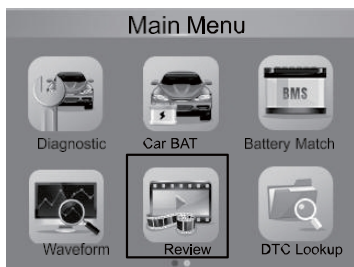 Main Menu
BMS
Diagnostic Car BAT Battery Match
Waveform Review DTC Lookup